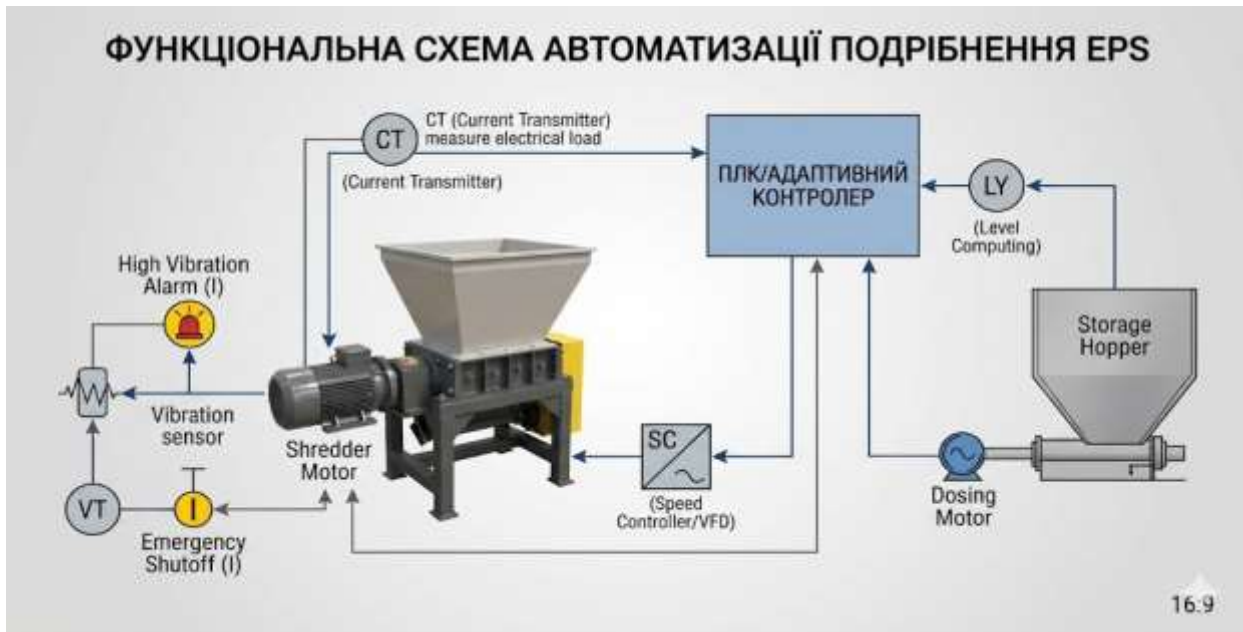 ФУНКЦІОНАЛЬНА СХЕМА АВТОМАТИЗАЦІЇ ПОДРІБНЕННЯ EPS
CT
CT (Current Transmitter)
measure electrical load
(Current Transmitter)
ПЛК/АДАПТИВНИЙ
КОНТРОЛЕР
LY
(Level
Computing)
High Vibration
Alarm (I)
Storage
Hopper
Vibration
sensor
Shredder
Motor
SC
(Speed
Controller/VFD)
Dosing
Motor
VT
I
Emergency
Shutoff (I)
16:9